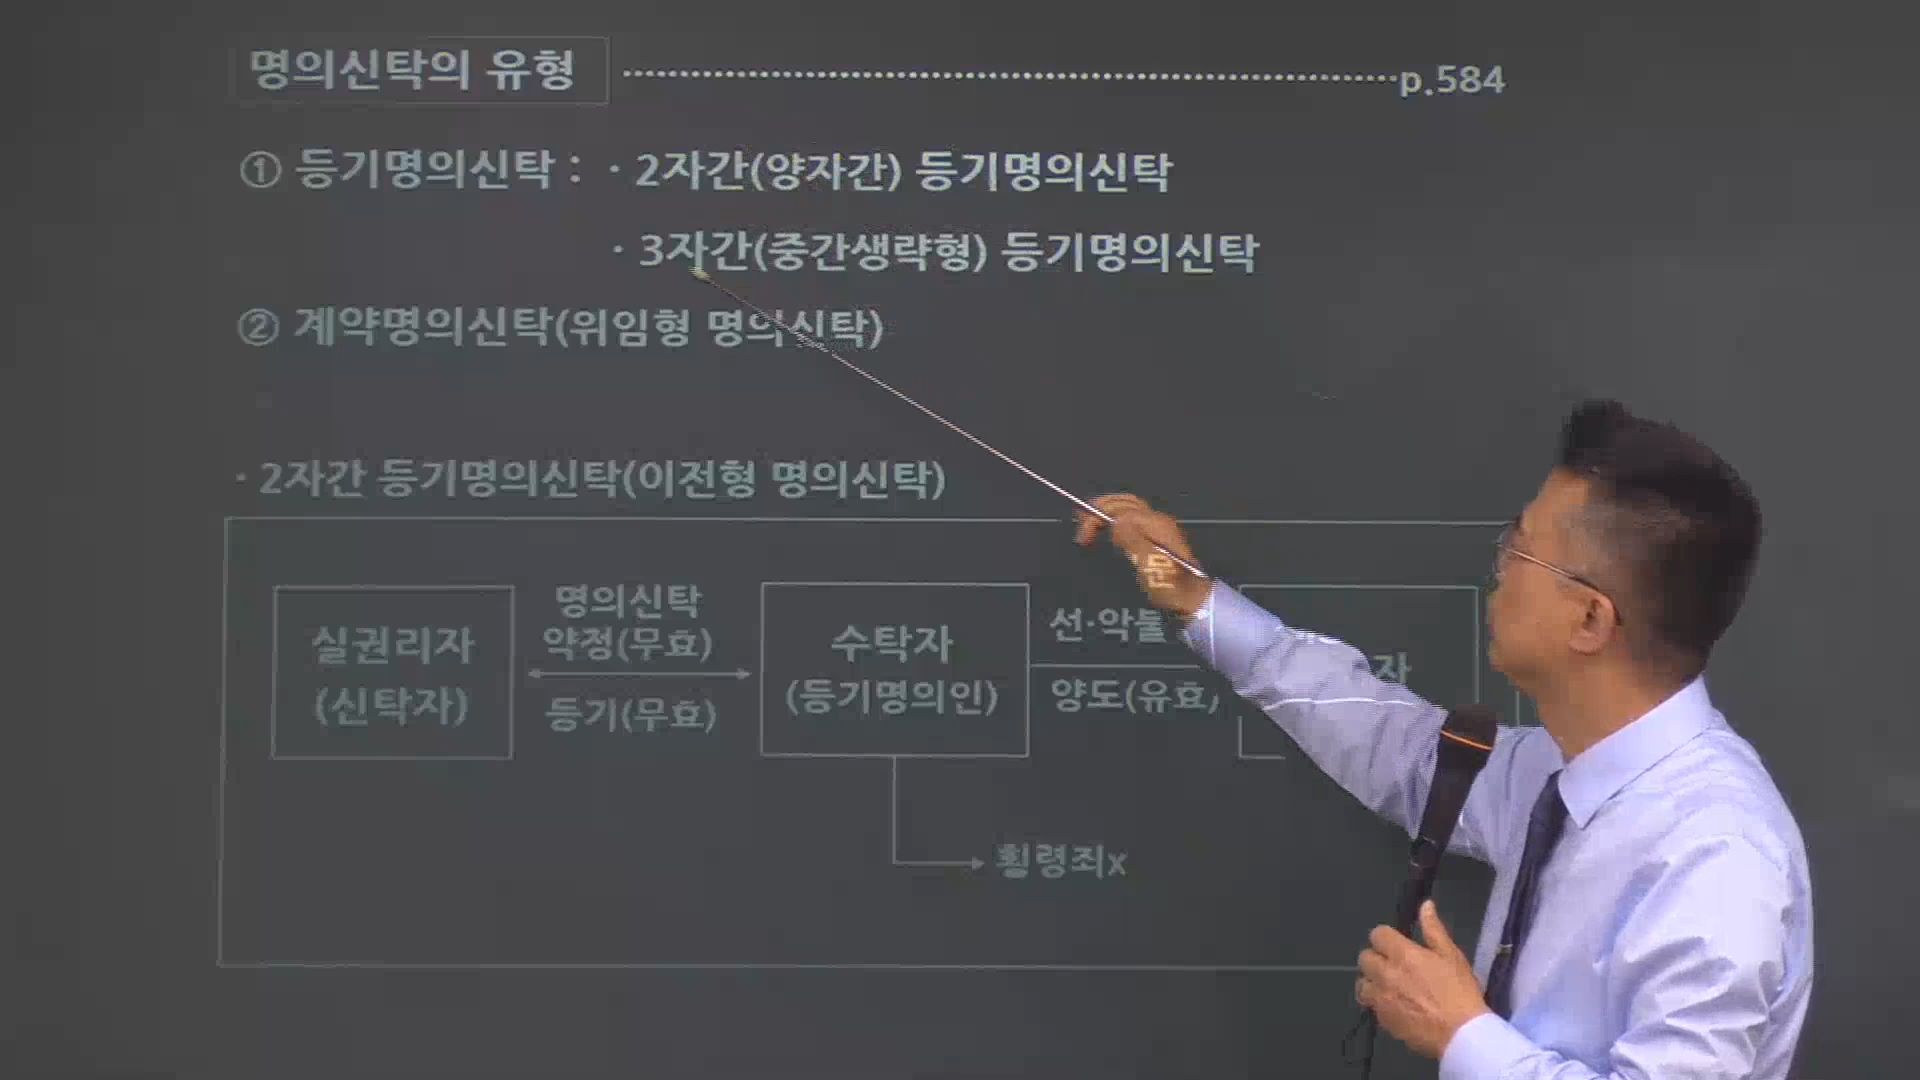 명의신탁의 유형 p.584
① 등기명의신탁 : · 2자간(양자간) 등기명의신탁
· 3자간(중간생략형) 등기명의신탁
② 계약명의신탁(위임형 명의신탁)
· 2자간 등기명의신탁(이전형 명의신탁)
실권리자
(신탁자)
명의신탁
약정(무효)
등기(무효)
수탁자
(등기명의인)
선·악불
문
양도(유효)
자
횡령죄x